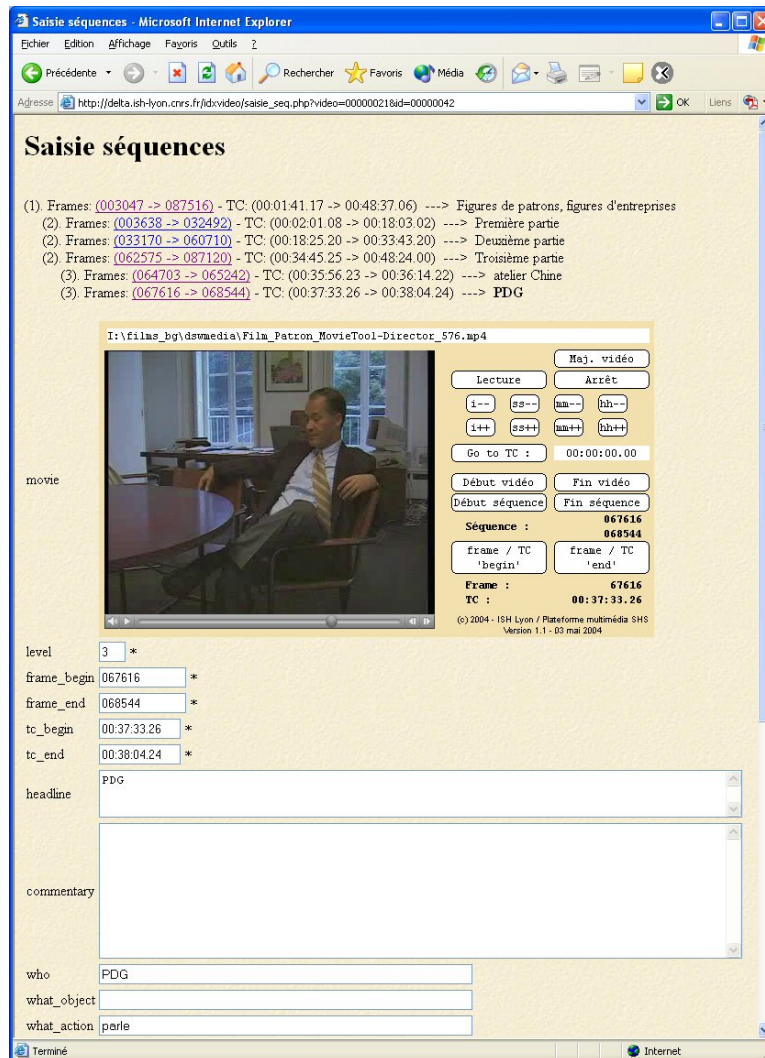 Saisie séquences - Microsoft Internet Explorer
Fichier Edition Affichage Favoris Outils ?
Précédente Rechercher Favoris Média
Adresse http://delta.ish-lyon.cnrs.fr/idxvideo/saisie_seq.php?video=00000021&id=00000042 OK Liens
Saisie séquences
(1). Frames: (003047 -> 087516) - TC: (00:01:41.17 -> 00:48:37.06) ---> Figures de patrons, figures d'entreprises
(2). Frames: (003638 -> 032492) - TC: (00:02:01.08 -> 00:18:03.02) ---> Première partie
(2). Frames: (033170 -> 060710) - TC: (00:18:25.20 -> 00:33:43.20) ---> Deuxième partie
(2). Frames: (062575 -> 087120) - TC: (00:34:45.25 -> 00:48:24.00) ---> Troisième partie
(3). Frames: (064703 -> 065242) - TC: (00:35:56.23 -> 00:36:14.22) ---> atelier Chine
(3). Frames: (067616 -> 068544) - TC: (00:37:33.26 -> 00:38:04.24) ---> PDG
I:\films_bg\dswmedia\Film_Patron_MovieTool-Director_576.mp4
Maj. vidéo
Lecture Arrêt
i-- ss-- mm-- hh--
i++ ss++ mm++ hh++
Go to TC : 00:00:00.00
movie
Début vidéo Fin vidéo
Début séquence Fin séquence
Séquence : 067616
068544
frame / TC frame / TC
'begin' 'end'
Frame : 67616
TC : 00:37:33.26
(c) 2004 - ISH Lyon / Plateforme multimédia SHS
Version 1.1 - 03 mai 2004
level 3 *
frame_begin 067616 *
frame_end 068544 *
tc_begin 00:37:33.26 *
tc_end 00:38:04.24 *
headline PDG
commentary
who PDG
what_object
what_action parle
Terminé Internet